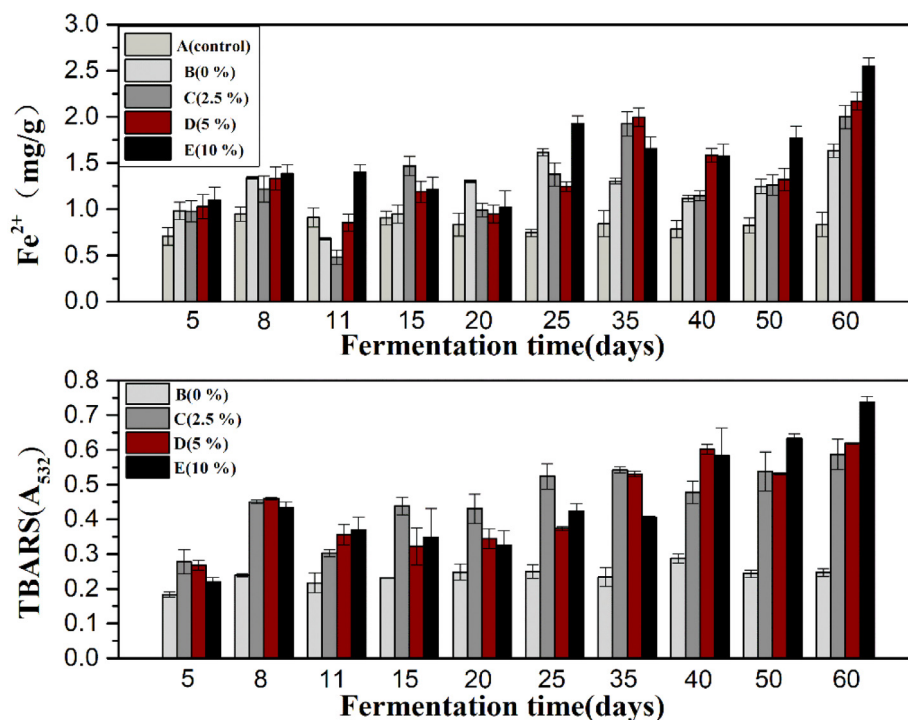 3.0
2.5
2.0
1.5
1.0
0.5
0.0
Fe²⁺ (mg/g)
A(control)
B(0 %)
C(2.5 %)
D(5 %)
E(10 %)
5 8 11 15 20 25 35 40 50 60
Fermentation time(days)
0.8
0.7
0.6
0.5
0.4
0.3
0.2
0.1
0.0
TBARS(A₅₃₂)
B(0 %)
C(2.5 %)
D(5 %)
E(10 %)
5 8 11 15 20 25 35 40 50 60
Fermentation time(days)